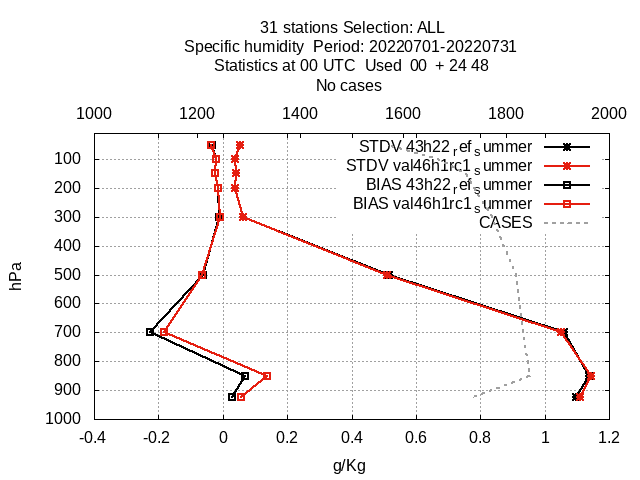 31 stations Selection: ALL
Specific humidity  Period: 20220701-20220731
Statistics at 00 UTC  Used  00  + 24 48
No cases
1000 1200 1400 1600 1800 2000
STDV 43h22_ref_summer
STDV val46h1rc1_summer
BIAS 43h22_ref_summer
BIAS val46h1rc1_summer
CASES
100
200
300
400
500
600
700
800
900
1000
hPa
-0.4 -0.2 0 0.2 0.4 0.6 0.8 1 1.2
g/Kg